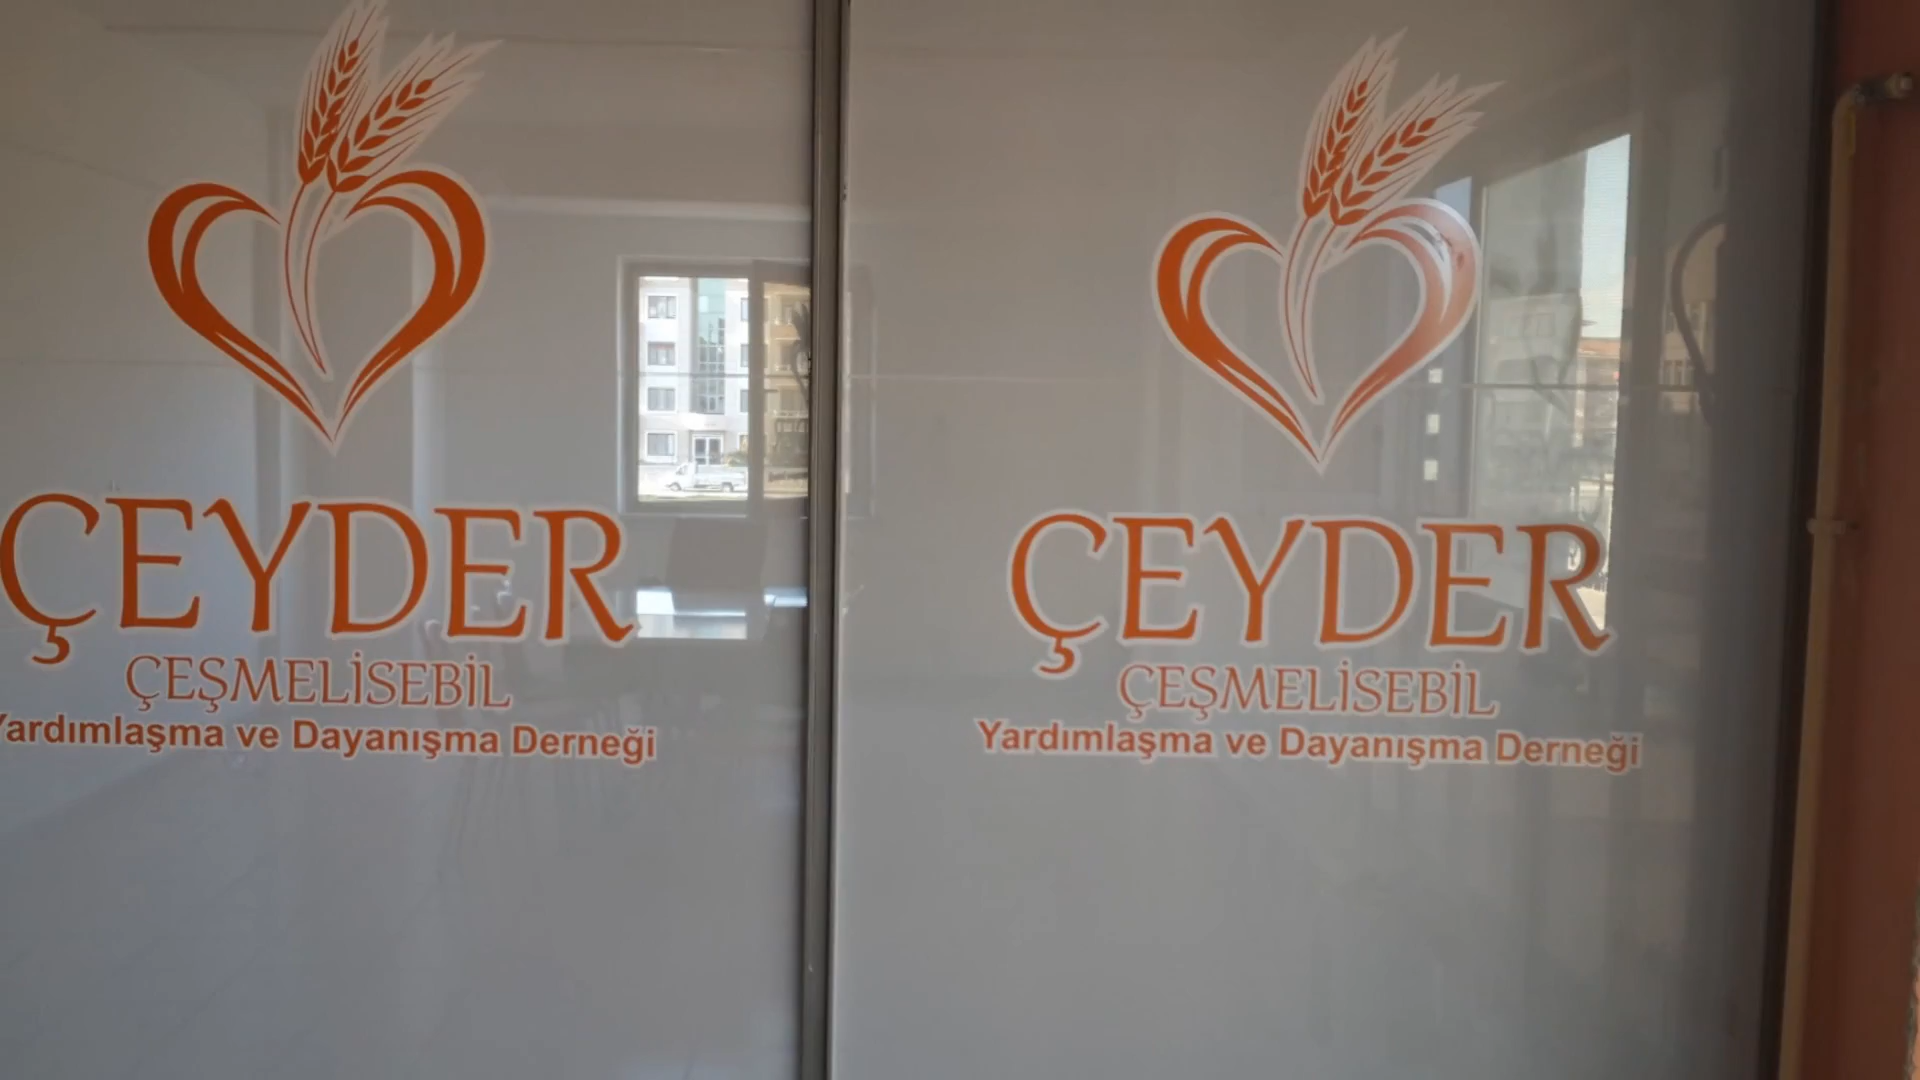 ÇEYDER
ÇEŞMELİSEBİL
Yardımlaşma ve Dayanışma Derneği
ÇEYDER
ÇEŞMELİSEBİL
Yardımlaşma ve Dayanışma Derneği